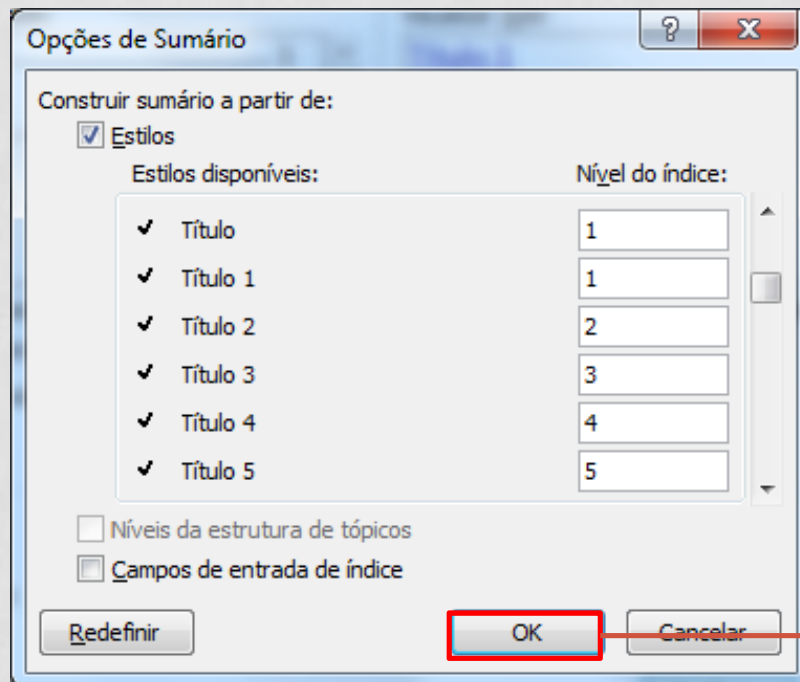 Opções de Sumário
Construir sumário a partir de:
Estilos
Estilos disponíveis: Nível do índice:
Título 1
Título 1 1
Título 2 2
Título 3 3
Título 4 4
Título 5 5
Níveis da estrutura de tópicos
Campos de entrada de índice
Redefinir OK Cancelar